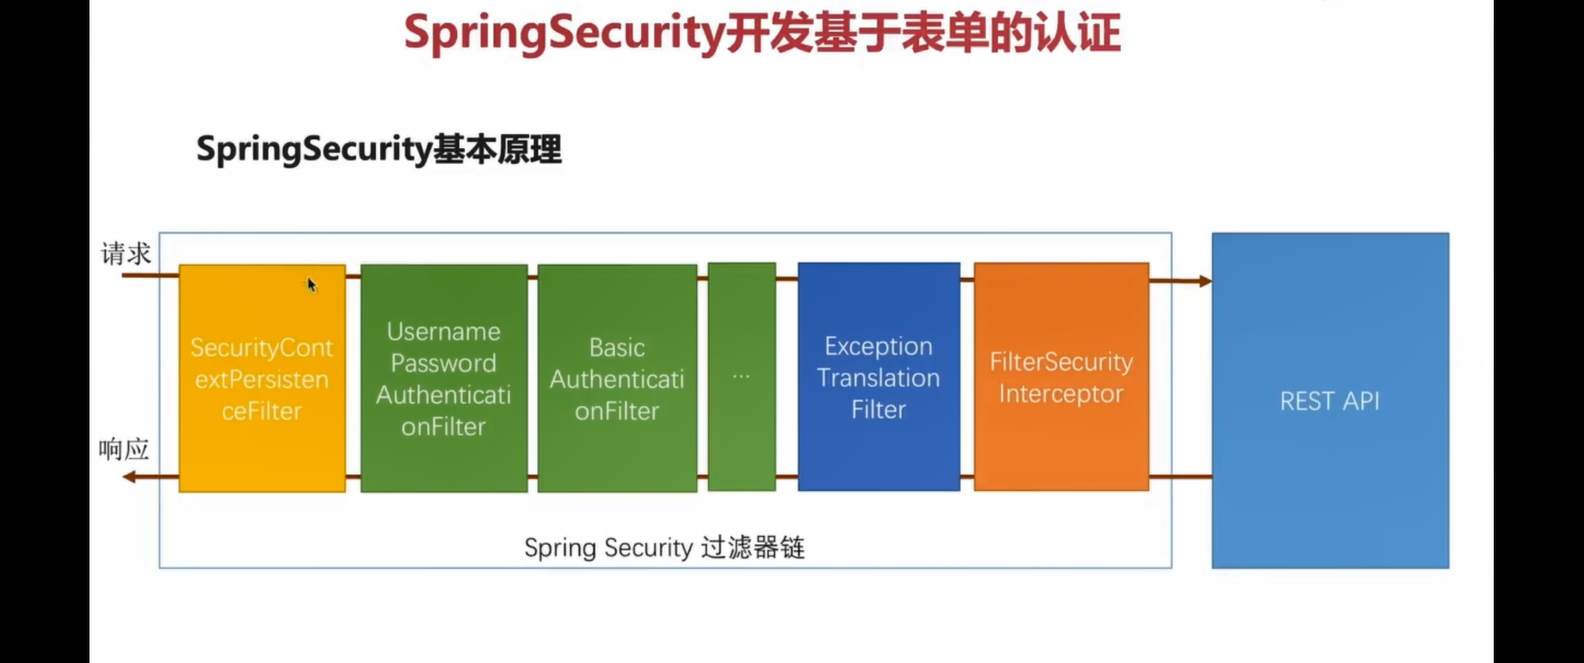 SpringSecurity开发基于表单的认证
SpringSecurity基本原理
请求
SecurityCont
extPersisten
ceFilter
Username
Password
Authenticati
onFilter
Basic
Authenticati
onFilter
...
Exception
Translation
Filter
FilterSecurity
Interceptor
REST API
响应
Spring Security 过滤器链